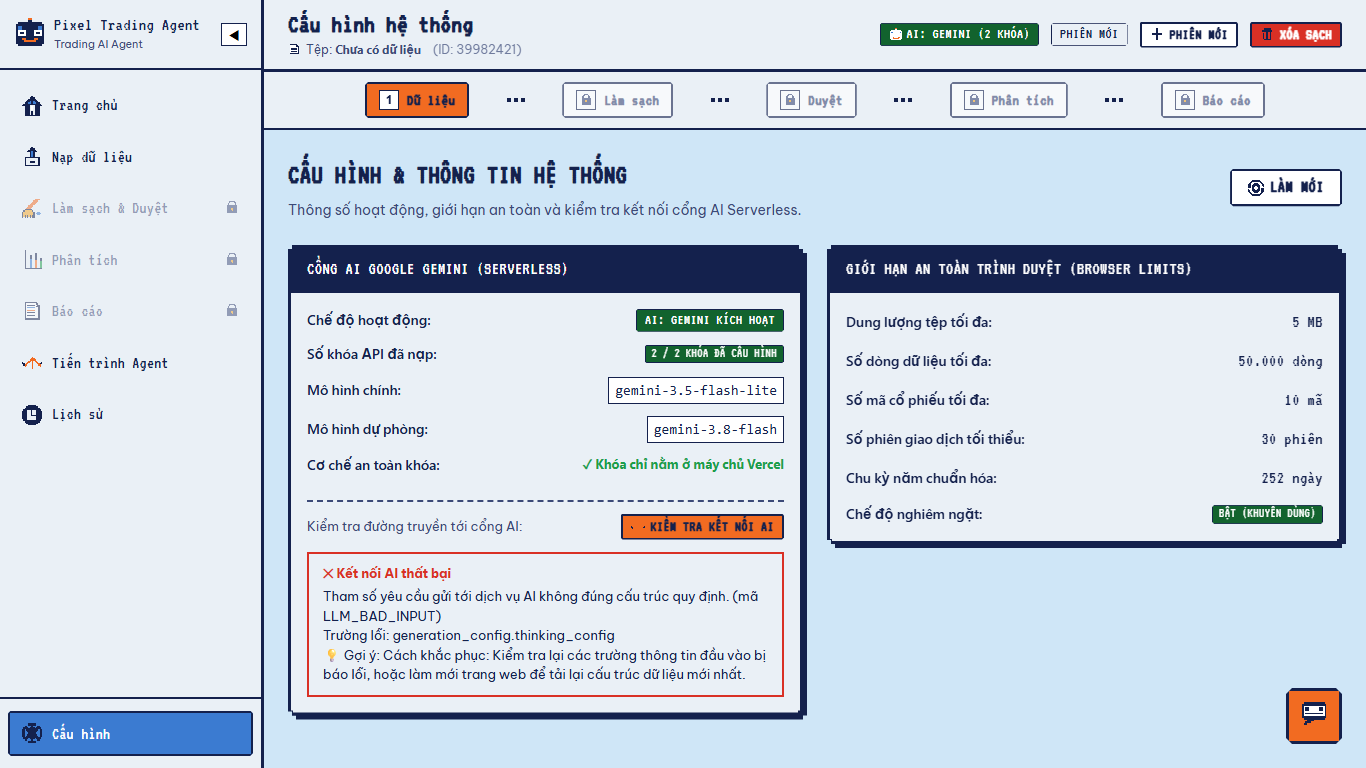 Pixel Trading Agent
Trading AI Agent
Trang chủ
Nạp dữ liệu
Làm sạch & Duyệt
Phân tích
Báo cáo
Tiến trình Agent
Lịch sử
Cấu hình
Cấu hình hệ thống
Tệp: Chưa có dữ liệu (ID: 39982421)
AI: GEMINI (2 KHÓA)
PHIÊN MỚI
PHIÊN MỚI
XÓA SẠCH
1 Dữ liệu
Làm sạch
Duyệt
Phân tích
Báo cáo
CẤU HÌNH & THÔNG TIN HỆ THỐNG
Thông số hoạt động, giới hạn an toàn và kiểm tra kết nối cổng AI Serverless.
LÀM MỚI
CỔNG AI GOOGLE GEMINI (SERVERLESS)
Chế độ hoạt động: AI: GEMINI KÍCH HOẠT
Số khóa API đã nạp: 2 / 2 KHÓA ĐÃ CẤU HÌNH
Mô hình chính: gemini-3.5-flash-lite
Mô hình dự phòng: gemini-3.8-flash
Cơ chế an toàn khóa: ✓ Khóa chỉ nằm ở máy chủ Vercel
Kiểm tra đường truyền tới cổng AI: KIỂM TRA KẾT NỐI AI
Kết nối AI thất bại
Tham số yêu cầu gửi tới dịch vụ AI không đúng cấu trúc quy định. (mã
LLM_BAD_INPUT)
Trường lỗi: generation_config.thinking_config
💡 Gợi ý: Cách khắc phục: Kiểm tra lại các trường thông tin đầu vào bị
báo lỗi, hoặc làm mới trang web để tải lại cấu trúc dữ liệu mới nhất.
GIỚI HẠN AN TOÀN TRÌNH DUYỆT (BROWSER LIMITS)
Dung lượng tệp tối đa: 5 MB
Số dòng dữ liệu tối đa: 50.000 dòng
Số mã cổ phiếu tối đa: 10 mã
Số phiên giao dịch tối thiểu: 30 phiên
Chu kỳ năm chuẩn hóa: 252 ngày
Chế độ nghiêm ngặt: BẬT (KHUYÊN DÙNG)